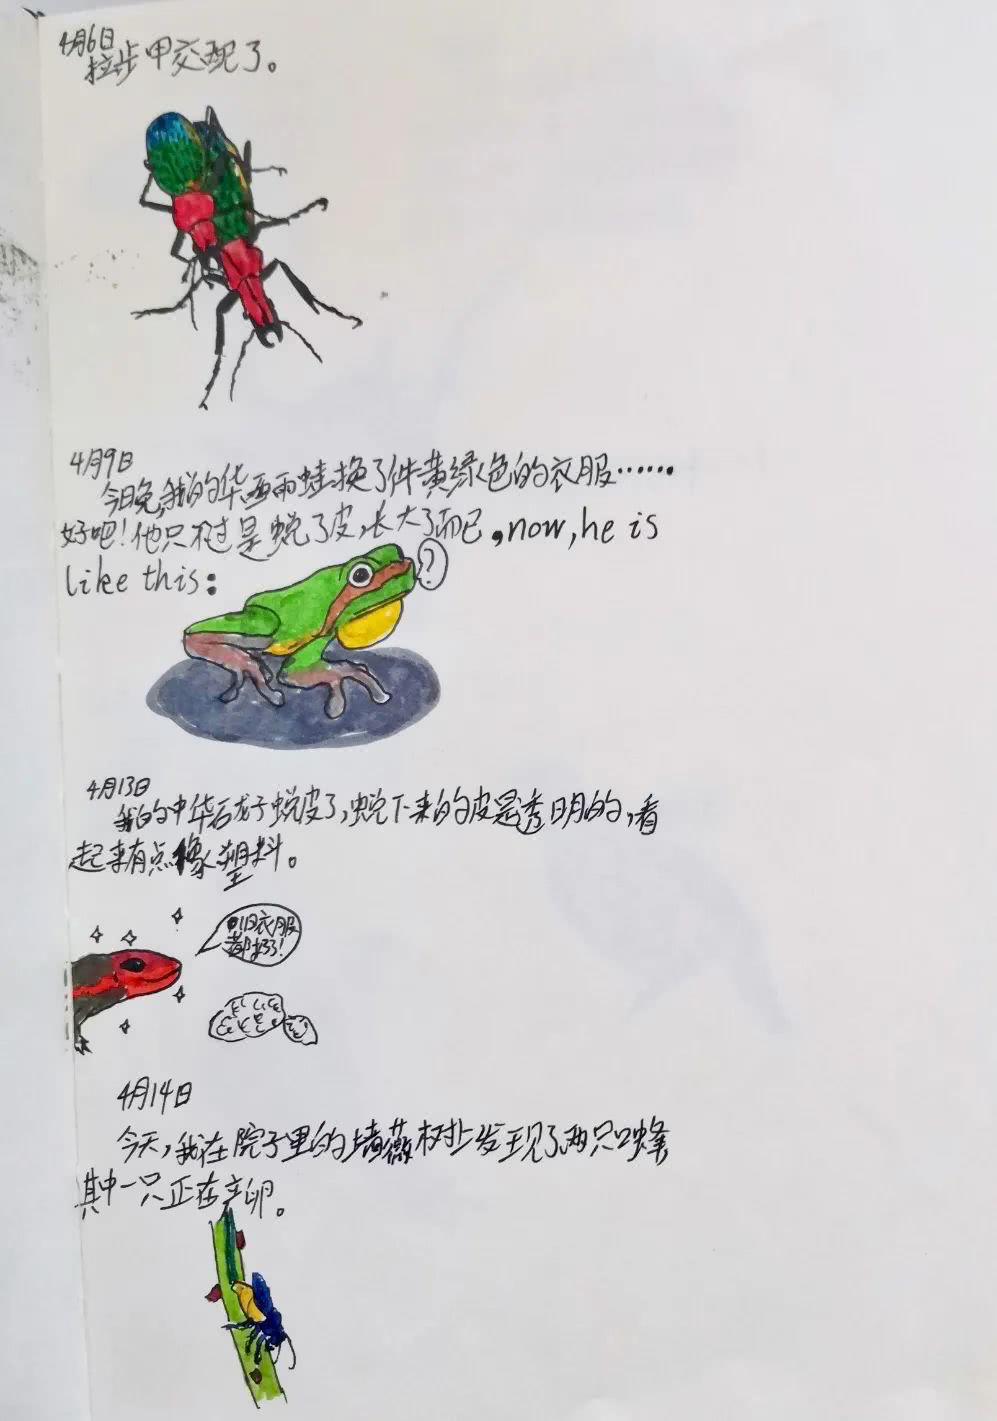 4月6日
拉步甲交配了。
4月9日
今日晚,我的华西雨蛙换了件黄绿色的衣服……
好吧!他只不过是蜕了皮,长大了而已,now,he is
like this:
?
4月13日
我的中华石龙子蜕皮了,蜕下来的皮是透明的,看
起来有点像塑料。
旧衣服
都扔了!
4月14日
今天,我在院子里的墙薇树上发现了两只叶蜂,
其中一只正在产卵。